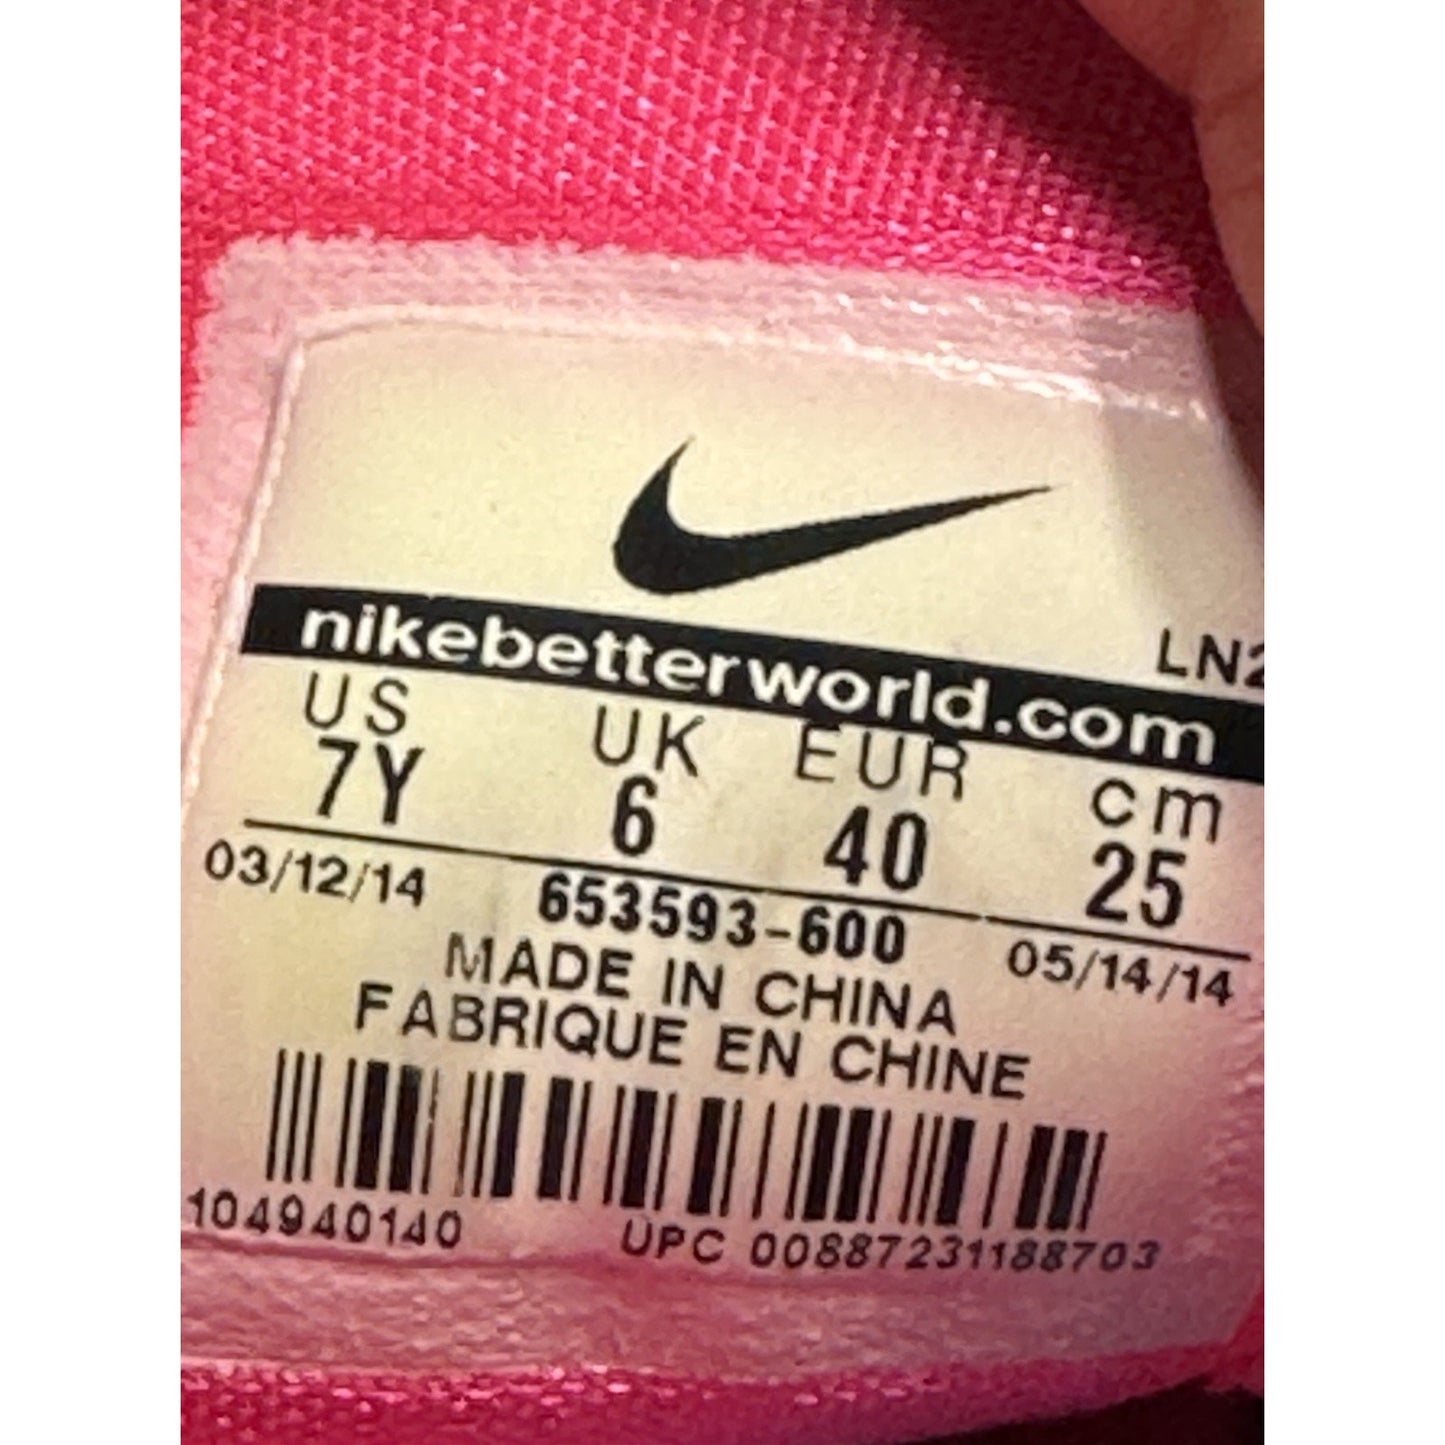 LN2
nikebetterworld.com
US UK EUR cm
7Y 6 40 25
03/12/14 653593-600 05/14/14
MADE IN CHINA
FABRIQUE EN CHINE
104940140 UPC 00887231188703